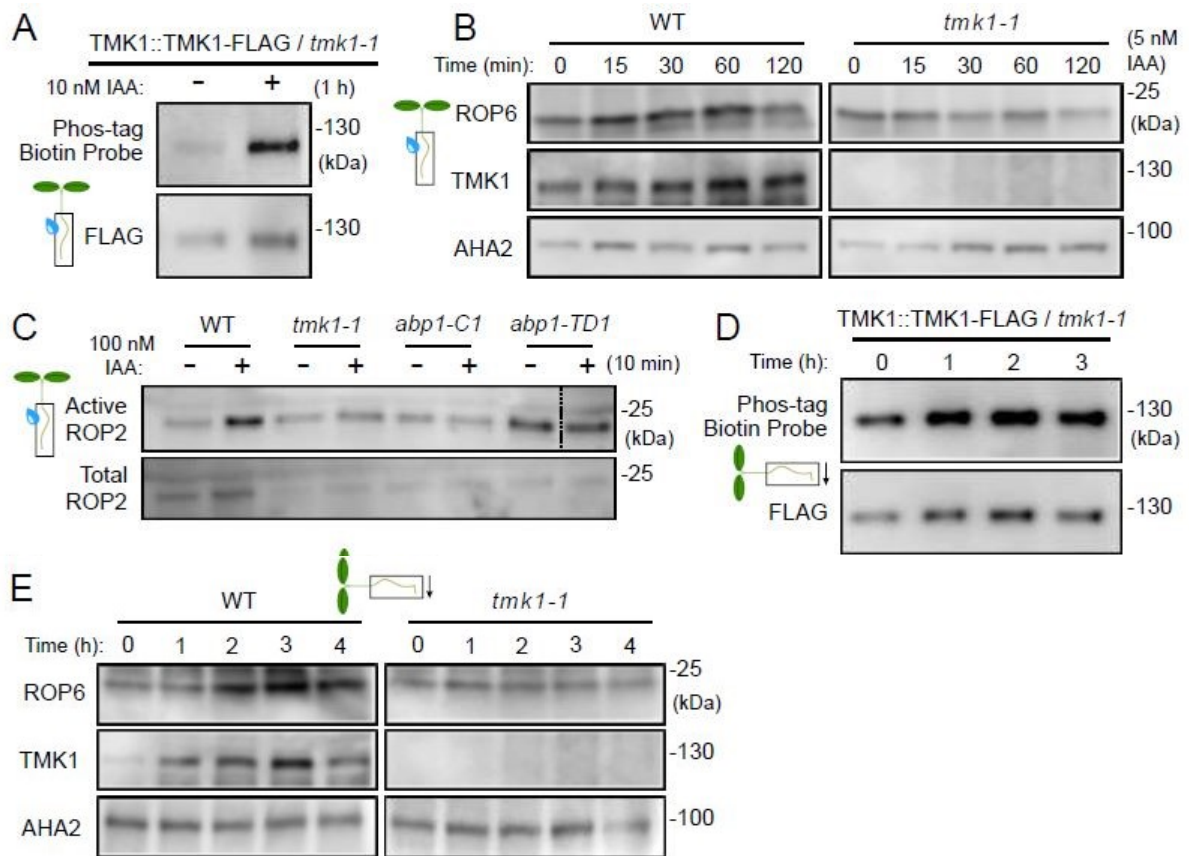 A
TMK1::TMK1-FLAG / tmk1-1
10 nM IAA: - + (1 h)
Phos-tag
Biotin Probe
-130
(kDa)
FLAG
-130
B
WT
tmk1-1
(5 nM
IAA)
Time (min): 0 15 30 60 120 0 15 30 60 120
ROP6
-25
(kDa)
TMK1
-130
AHA2
-100
C
WT tmk1-1 abp1-C1 abp1-TD1
100 nM
IAA: - + - + - + - + (10 min)
Active
ROP2
-25
(kDa)
Total
ROP2
-25
D
TMK1::TMK1-FLAG / tmk1-1
Time (h): 0 1 2 3
Phos-tag
Biotin Probe
-130
(kDa)
FLAG
-130
E
WT
tmk1-1
Time (h): 0 1 2 3 4 0 1 2 3 4
ROP6
-25
(kDa)
TMK1
-130
AHA2
-100